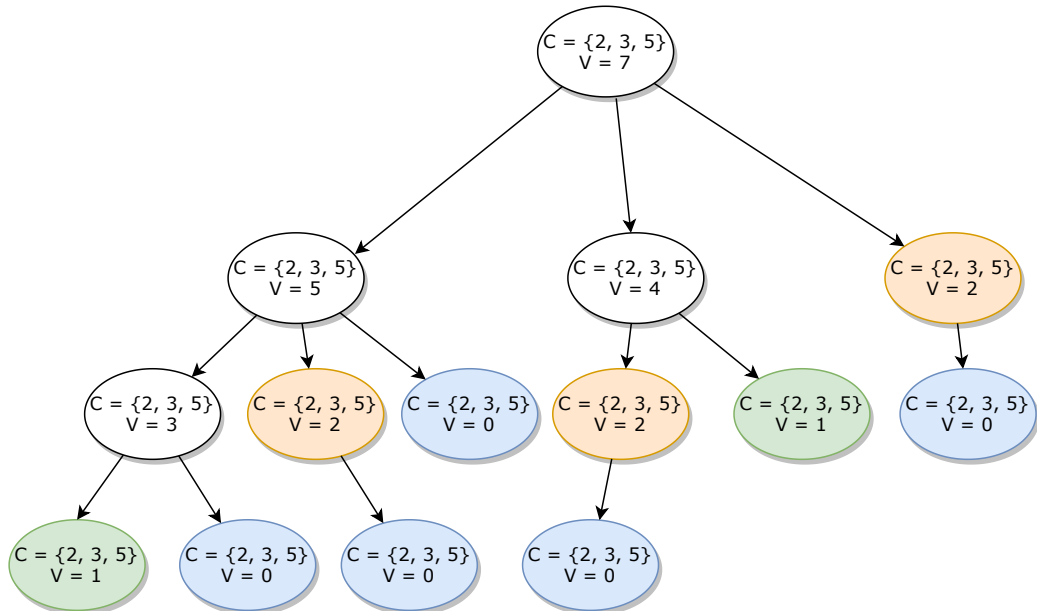 C = {2, 3, 5}
V = 7
C = {2, 3, 5}
V = 5
C = {2, 3, 5}
V = 4
C = {2, 3, 5}
V = 2
C = {2, 3, 5}
V = 3
C = {2, 3, 5}
V = 2
C = {2, 3, 5}
V = 0
C = {2, 3, 5}
V = 2
C = {2, 3, 5}
V = 1
C = {2, 3, 5}
V = 0
C = {2, 3, 5}
V = 1
C = {2, 3, 5}
V = 0
C = {2, 3, 5}
V = 0
C = {2, 3, 5}
V = 0